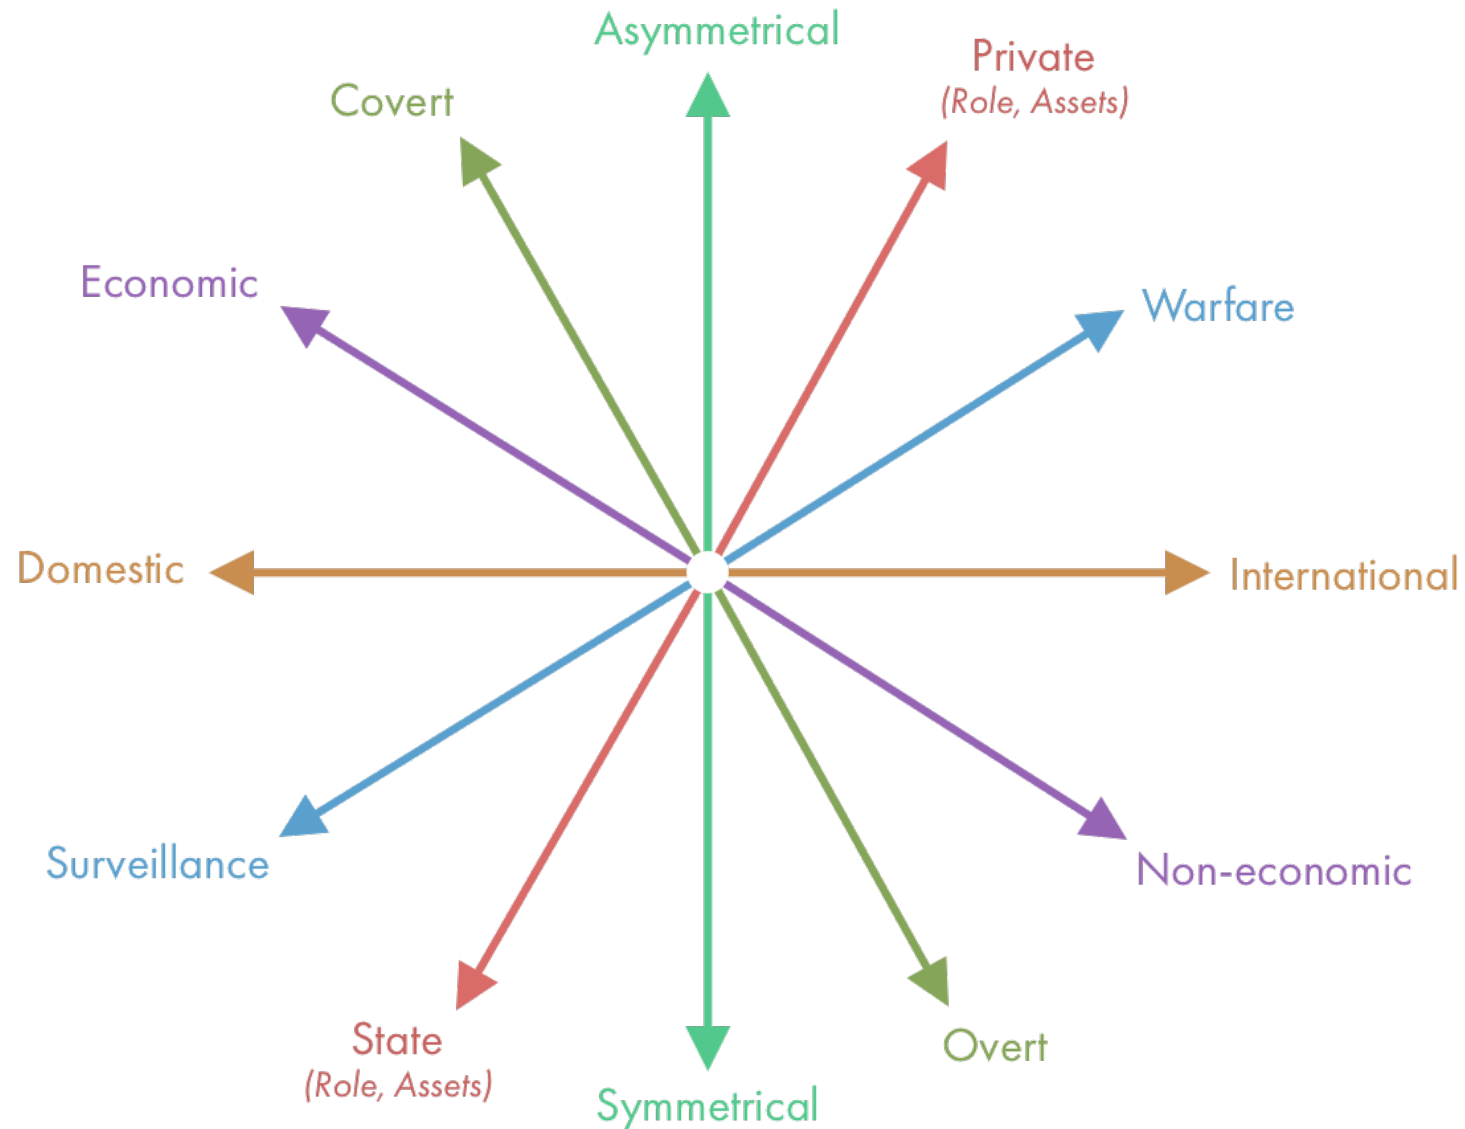 Asymmetrical
Private
(Role, Assets)
Covert
Economic
Warfare
Domestic
International
Surveillance
Non-economic
State
(Role, Assets)
Overt
Symmetrical